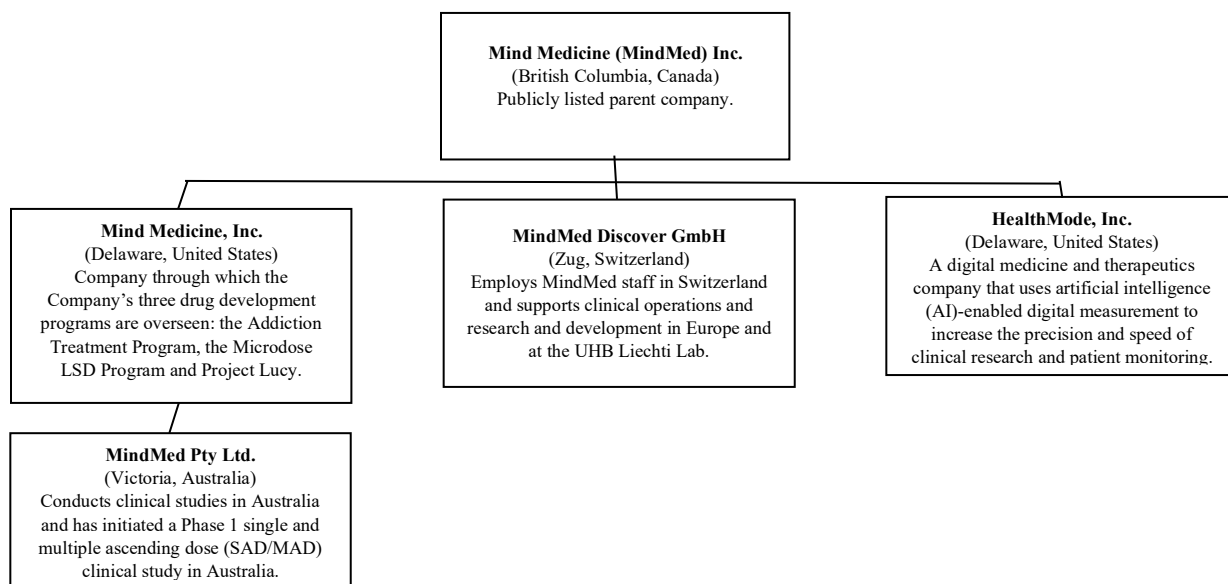 Mind Medicine (MindMed) Inc.
(British Columbia, Canada)
Publicly listed parent company.
Mind Medicine, Inc.
(Delaware, United States)
Company through which the
Company’s three drug development
programs are overseen: the Addiction
Treatment Program, the Microdose
LSD Program and Project Lucy.
MindMed Discover GmbH
(Zug, Switzerland)
Employs MindMed staff in Switzerland
and supports clinical operations and
research and development in Europe and
at the UHB Liechti Lab.
HealthMode, Inc.
(Delaware, United States)
A digital medicine and therapeutics
company that uses artificial intelligence
(AI)-enabled digital measurement to
increase the precision and speed of
clinical research and patient monitoring.
MindMed Pty Ltd.
(Victoria, Australia)
Conducts clinical studies in Australia
and has initiated a Phase 1 single and
multiple ascending dose (SAD/MAD)
clinical study in Australia.